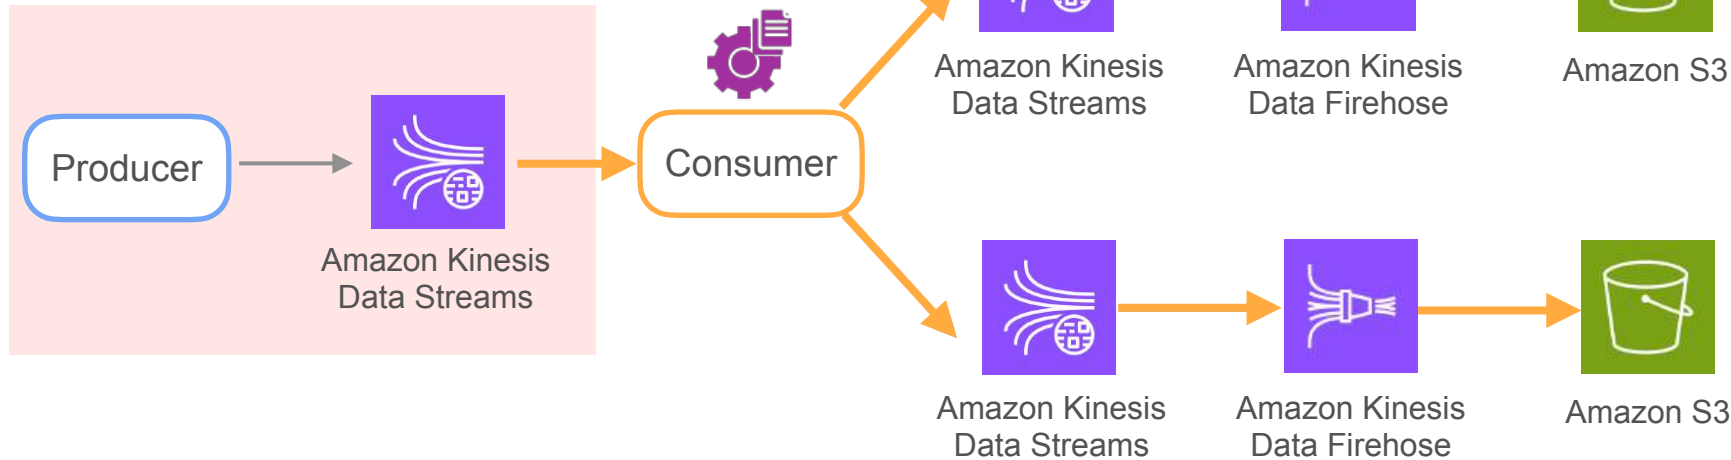 Producer
Amazon Kinesis
Data Streams
Consumer
Amazon Kinesis
Data Streams
Amazon Kinesis
Data Firehose
Amazon S3
Amazon Kinesis
Data Streams
Amazon Kinesis
Data Firehose
Amazon S3